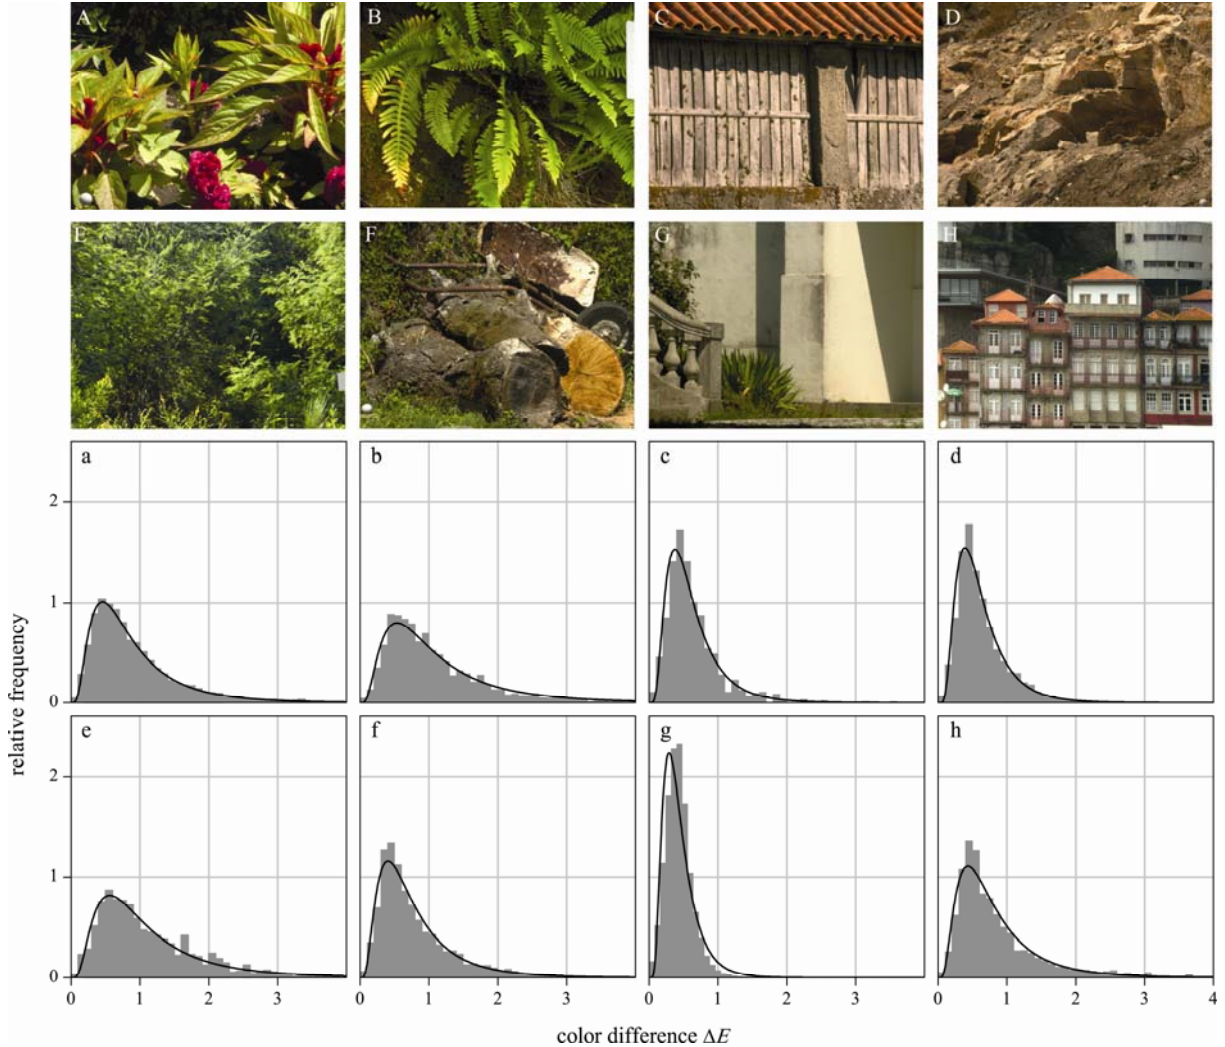 A B C D
E F G H
a b c d
2
1
0
e f g h
2
1
0
0 1 2 3 0 1 2 3 0 1 2 3 0 1 2 3 4
relative frequency
color difference ΔE